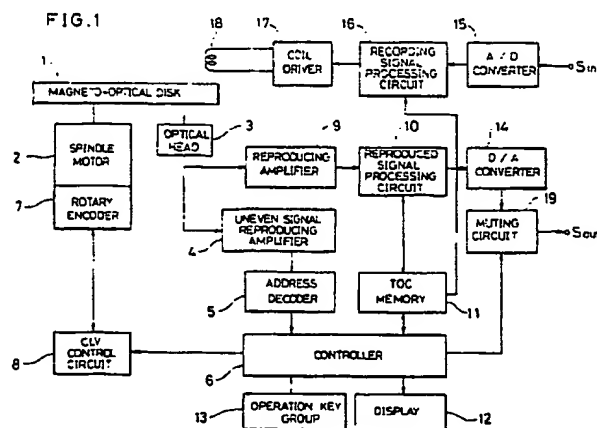 FIG.1
18
17
16
15
COIL DRIVER
RECORDING SIGNAL PROCESSING CIRCUIT
A/D CONVERTER
Sin
1
MAGNETO-OPTICAL DISK
OPTICAL HEAD
3
9
10
14
2
SPINDLE MOTOR
REPRODUCING AMPLIFIER
REPRODUCED SIGNAL PROCESSING CIRCUIT
D/A CONVERTER
19
7
ROTARY ENCODER
UNEVEN SIGNAL REPRODUCING AMPLIFIER
4
MUTING CIRCUIT
Sout
ADDRESS DECODER
5
TOC MEMORY
11
CLV CONTROL CIRCUIT
8
CONTROLLER
6
OPERATION KEY GROUP
13
DISPLAY
12